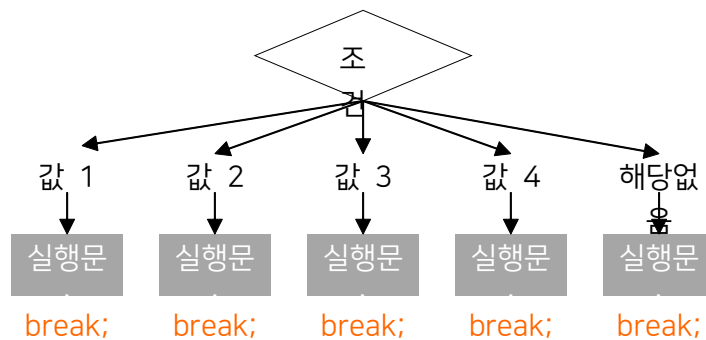 조
건
값 1 값 2 값 3 값 4 해당없
음
실행문 실행문 실행문 실행문 실행문
; ; ; ; ;
break; break; break; break; break;